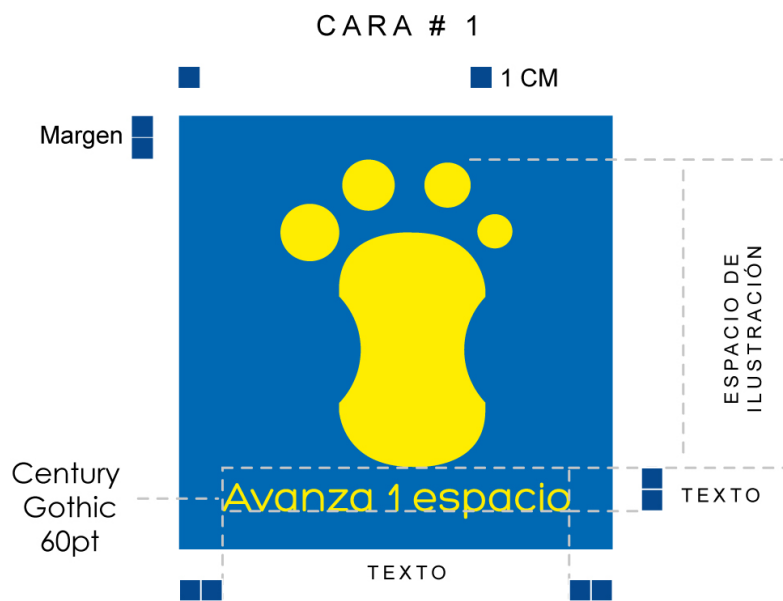 CARA # 1
1 CM
Margen
ESPACIO DE
ILUSTRACIÓN
Century
Gothic
60pt
Avanza 1 espacio
TEXTO
TEXTO